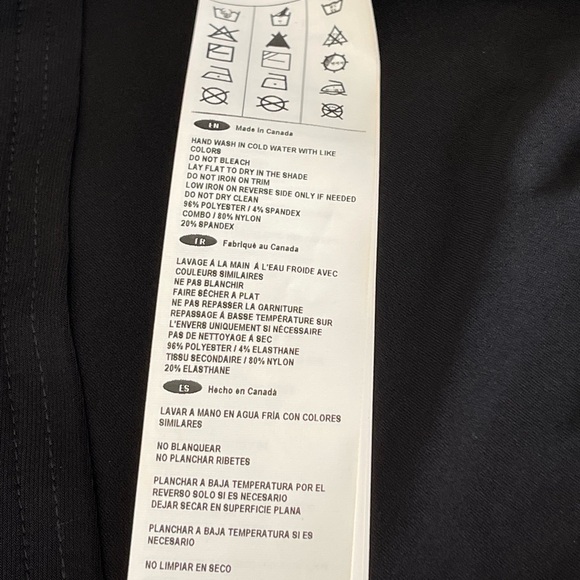 EN Made in Canada
HAND WASH IN COLD WATER WITH LIKE
COLORS
DO NOT BLEACH
LAY FLAT TO DRY IN THE SHADE
DO NOT IRON ON TRIM
LOW IRON ON REVERSE SIDE ONLY IF NEEDED
DO NOT DRY CLEAN
96% POLYESTER / 4% SPANDEX
COMBO / 80% NYLON
20% SPANDEX
FR Fabriqué au Canada
LAVAGE À LA MAIN À L'EAU FROIDE AVEC
COULEURS SIMILAIRES
NE PAS BLANCHIR
FAIRE SÉCHER À PLAT
NE PAS REPASSER LA GARNITURE
REPASSAGE À BASSE TEMPÉRATURE SUR
L'ENVERS UNIQUEMENT SI NÉCESSAIRE
PAS DE NETTOYAGE À SEC
96% POLYESTER / 4% ELASTHANE
TISSU SECONDAIRE / 80% NYLON
20% ELASTHANE
ES Hecho en Canadá
LAVAR A MANO EN AGUA FRÍA CON COLORES
SIMILARES
NO BLANQUEAR
NO PLANCHAR RIBETES
PLANCHAR A BAJA TEMPERATURA POR EL
REVERSO SOLO SI ES NECESARIO
DEJAR SECAR EN SUPERFICIE PLANA
PLANCHAR A BAJA TEMPERATURA SI ES
NECESARIO
NO LIMPIAR EN SECO